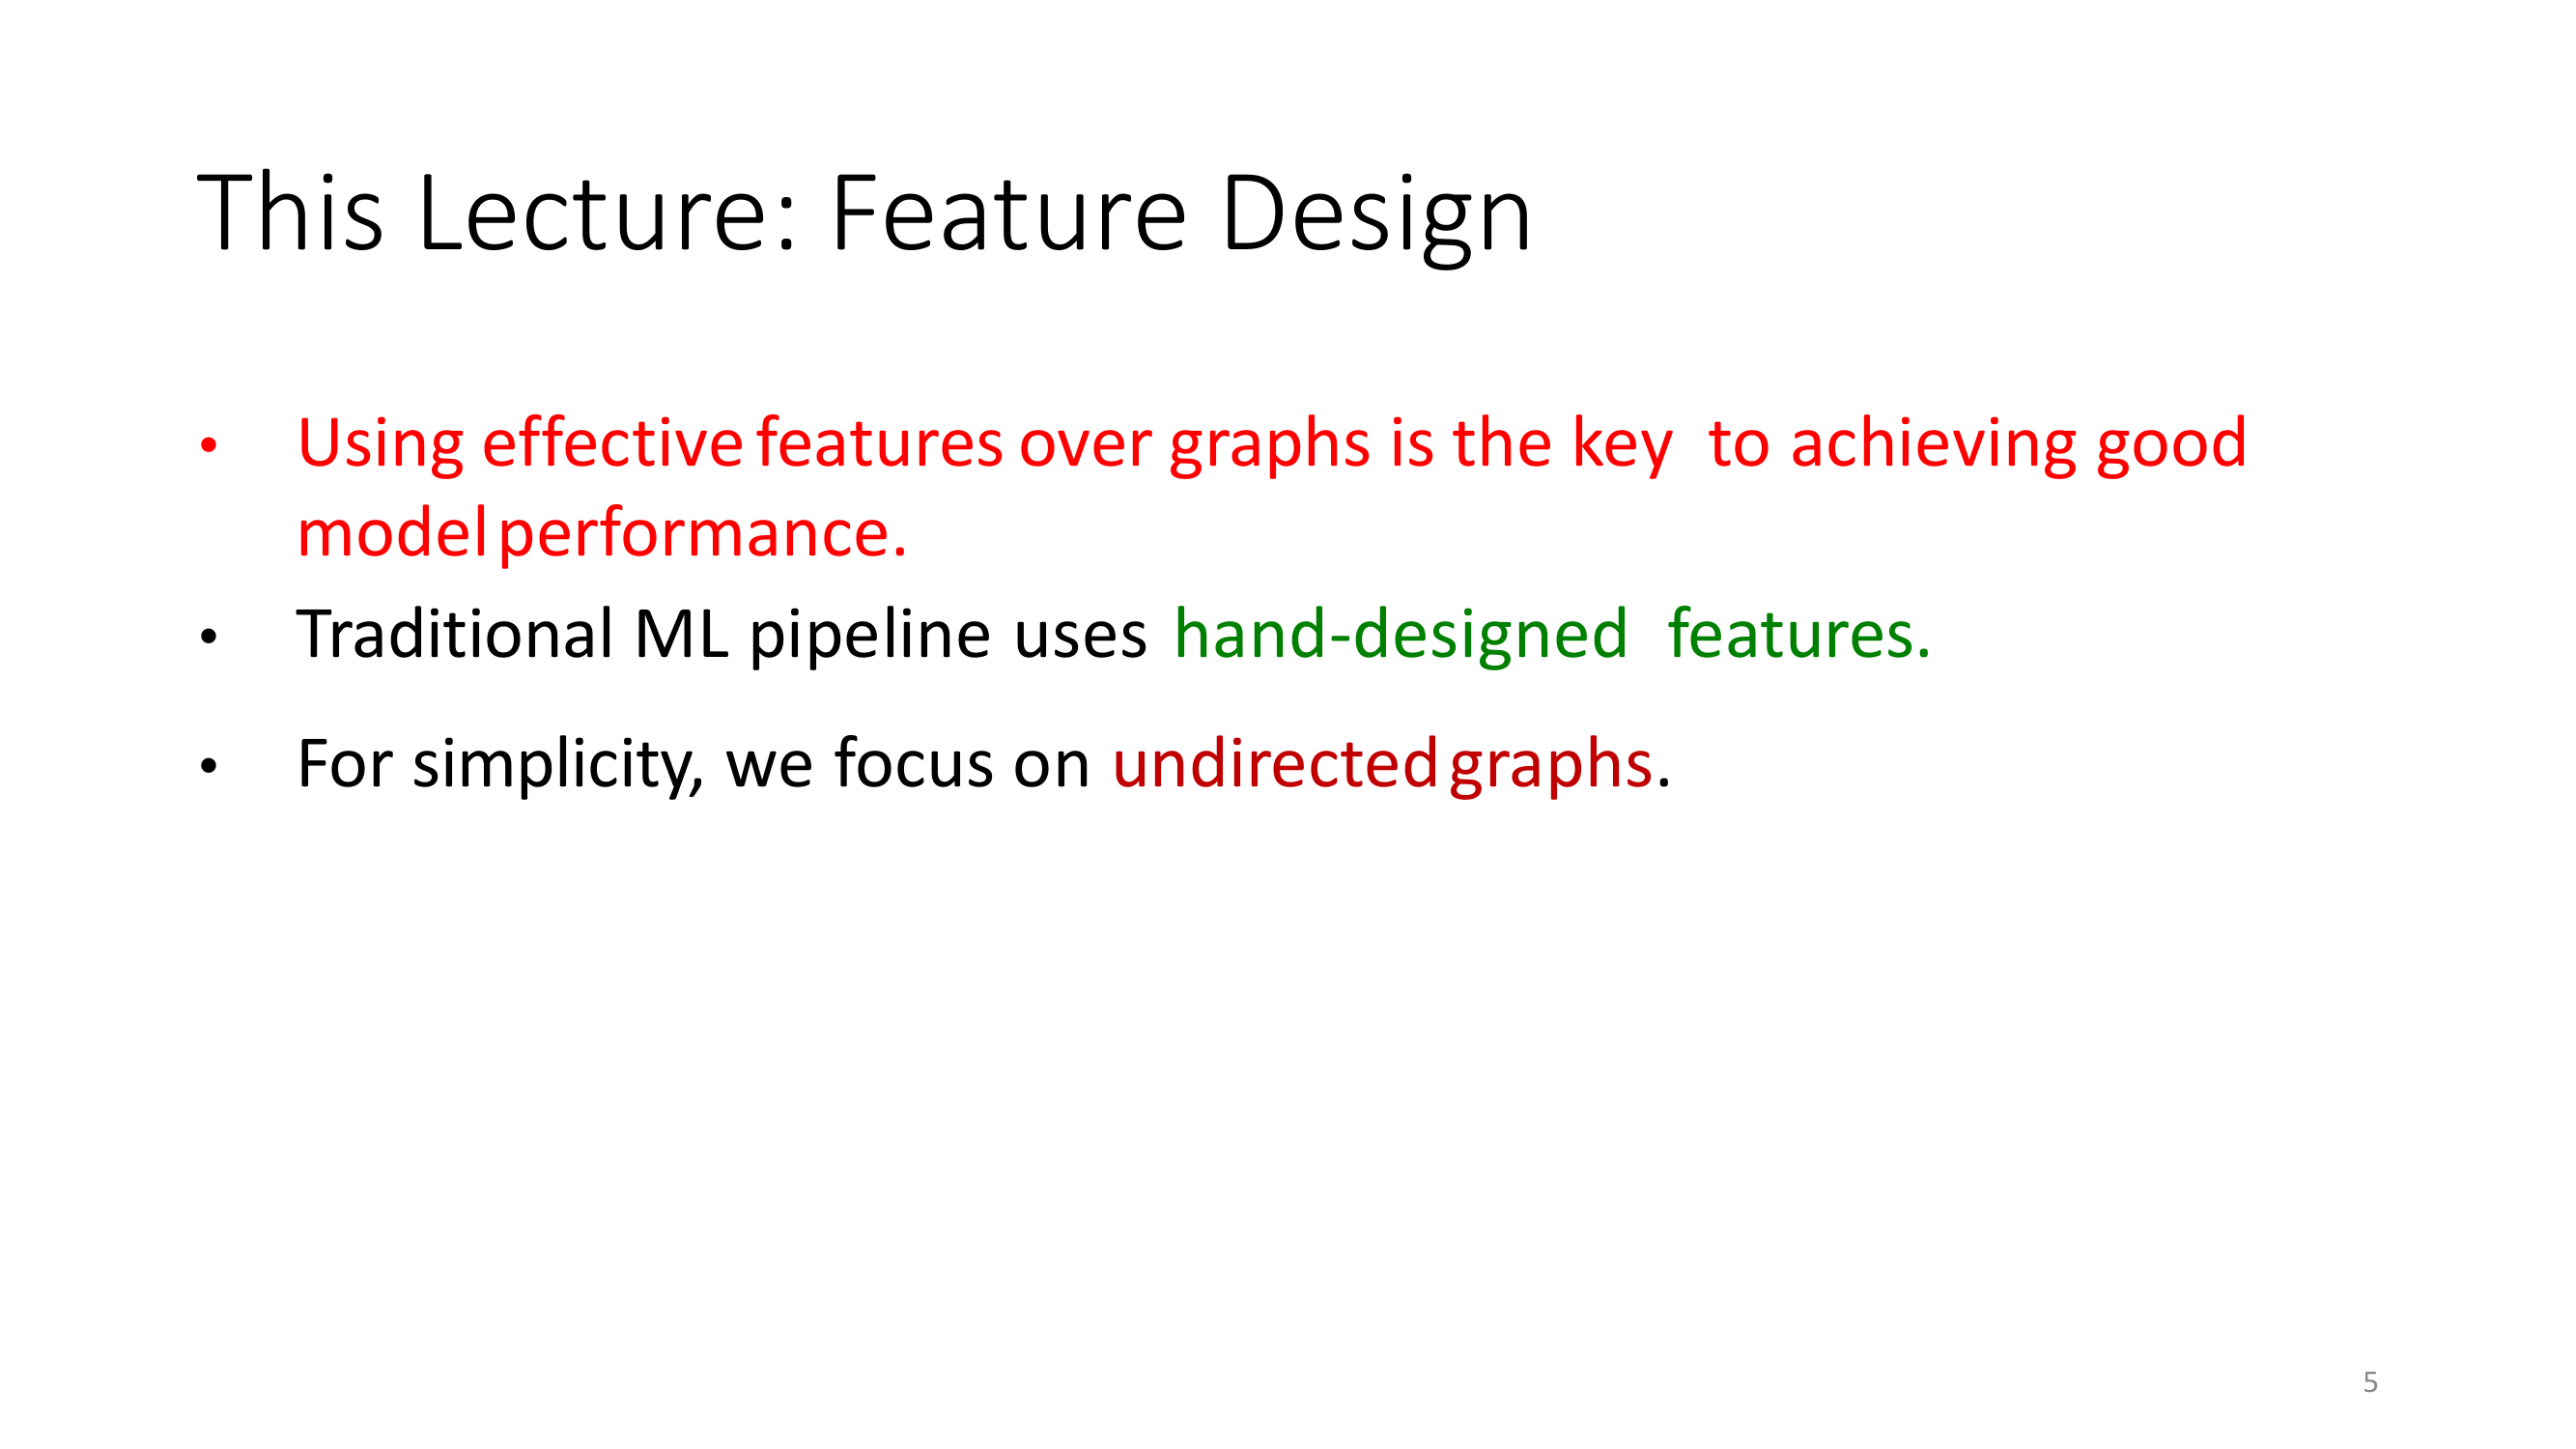 This Lecture: Feature Design
• Using effective features over graphs is the key to achieving good
model performance.
• Traditional ML pipeline uses hand-designed features.
• For simplicity, we focus on undirected graphs.
5